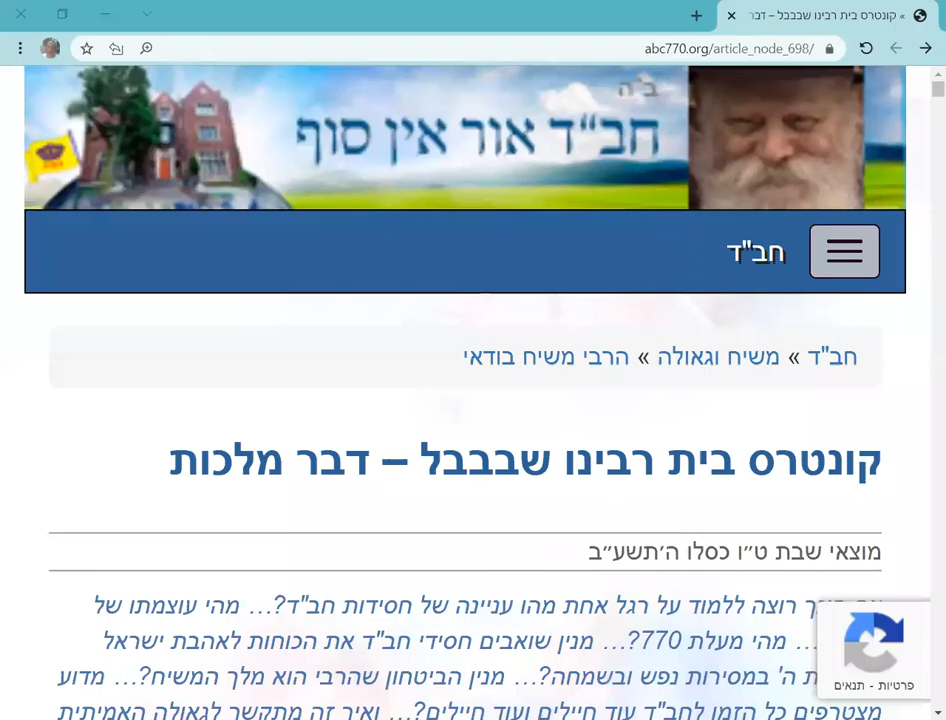 » קונטרס בית רבינו שבבבל – דבר
abc770.org/article_node_698/
ב"ה
חב"ד אור אין סוף
חב"ד
חב"ד » משיח וגאולה » הרבי משיח בודאי
קונטרס בית רבינו שבבבל – דבר מלכות
מוצאי שבת ט״ו כסלו ה׳תשע״ב
רוצה ללמוד על רגל אחת מהו עניינה של חסידות חב"ד?... מהי עוצמתו של
... מהי מעלת 770?... מנין שואבים חסידי חב"ד את הכוחות לאהבת ישראל
ה' במסירות נפש ובשמחה?... מנין הביטחון שהרבי הוא מלך המשיח?... מדוע
מצטרפים כל הזמן לחב"ד עוד חיילים ועוד חיילים?... ואיך זה מתקשר לגאולה האמיתית
פרטיות - תנאים